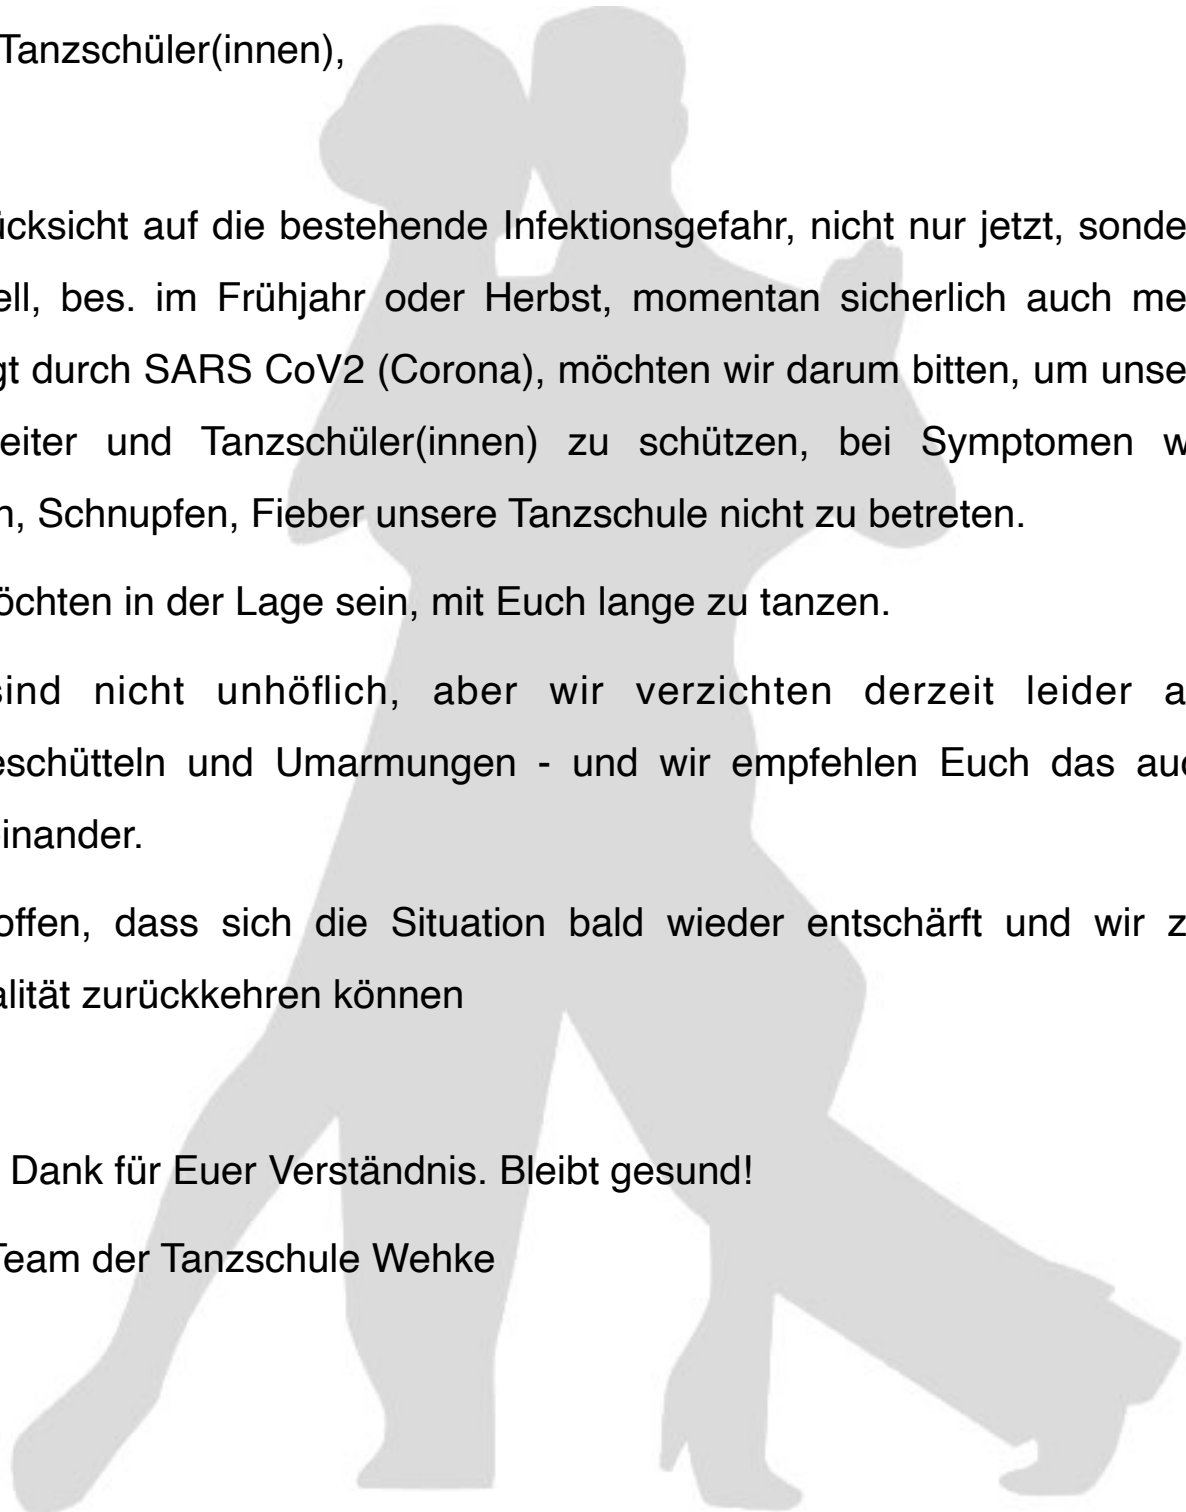 Tanzschüler(innen),
ücksicht auf die bestehende Infektionsgefahr, nicht nur jetzt, sonde
ell, bes. im Frühjahr oder Herbst, momentan sicherlich auch me
gt durch SARS CoV2 (Corona), möchten wir darum bitten, um unse
eiter und Tanzschüler(innen) zu schützen, bei Symptomen w
n, Schnupfen, Fieber unsere Tanzschule nicht zu betreten.
öchten in der Lage sein, mit Euch lange zu tanzen.
sind nicht unhöflich, aber wir verzichten derzeit leider a
eschütteln und Umarmungen - und wir empfehlen Euch das auc
einander.
offen, dass sich die Situation bald wieder entschärft und wir z
alität zurückkehren können
Dank für Euer Verständnis. Bleibt gesund!
Team der Tanzschule Wehke